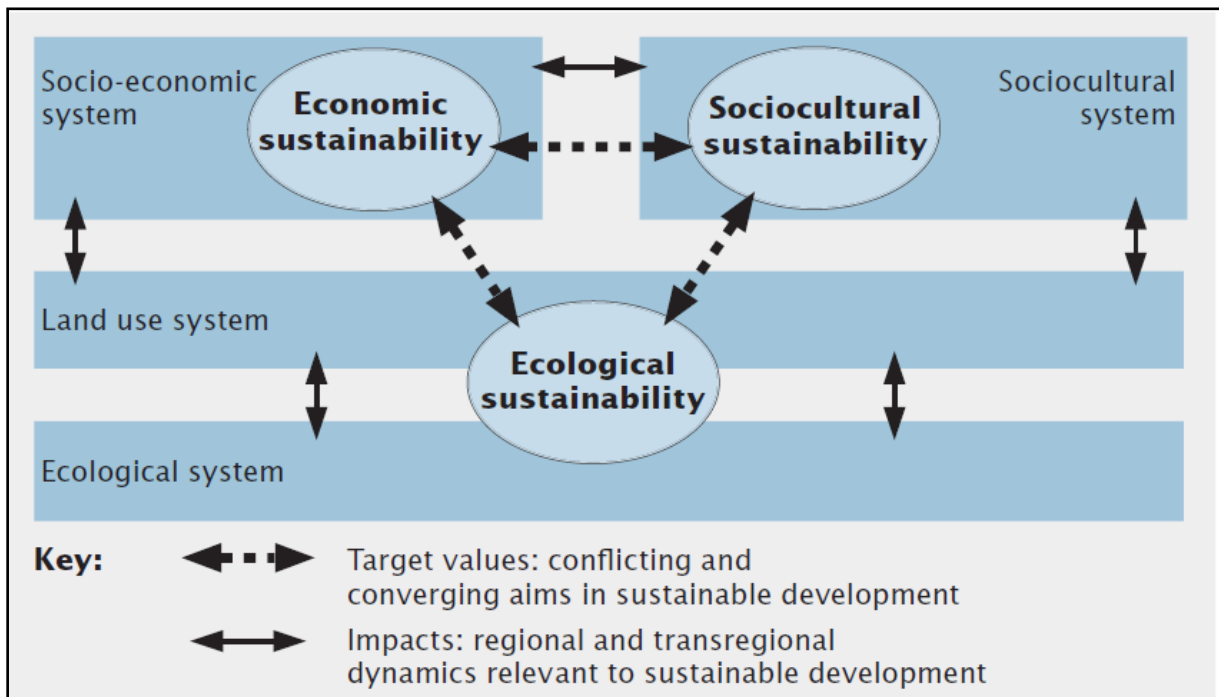 Socio-economic
system
Economic
sustainability
Sociocultural
sustainability
Sociocultural
system
Land use system
Ecological
sustainability
Ecological system
Key:
Target values: conflicting and
converging aims in sustainable development
Impacts: regional and transregional
dynamics relevant to sustainable development